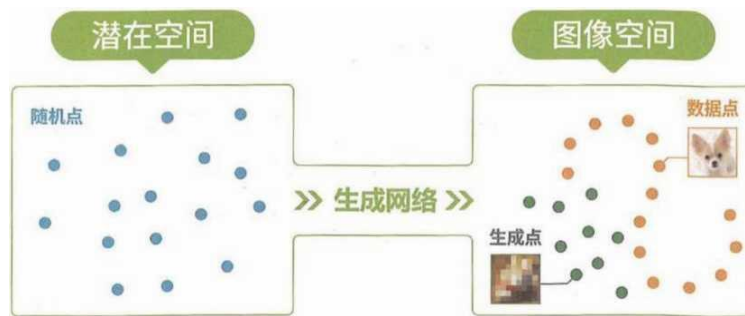 潜在空间
图像空间
随机点
数据点
生成网络
生成点